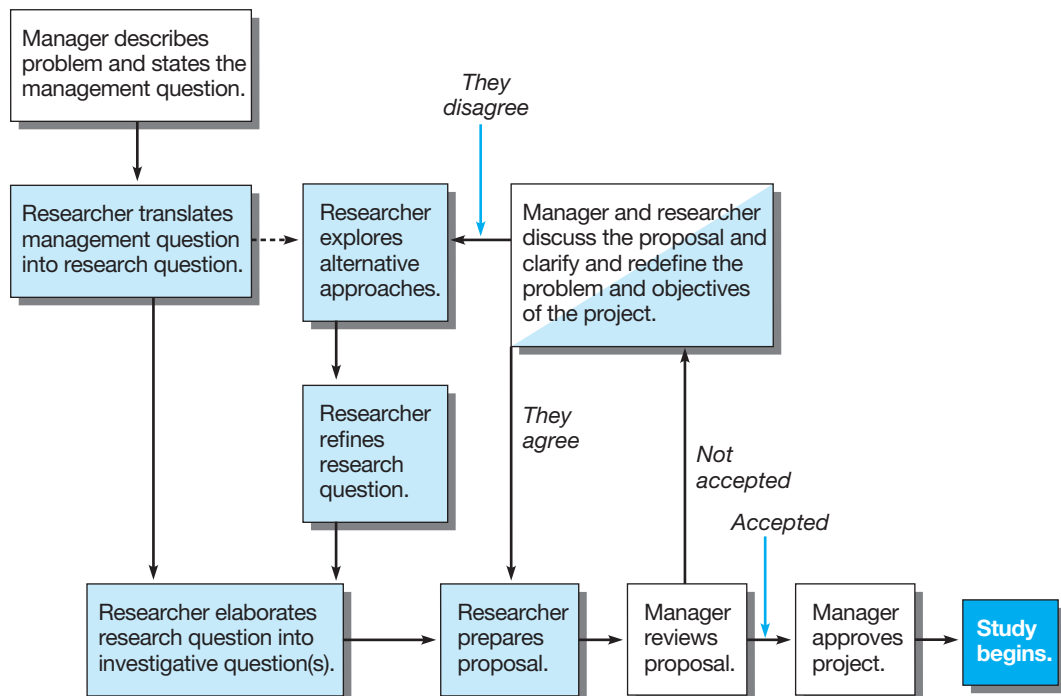 Manager describes
problem and states the
management question.
They
disagree
Researcher translates
management question
into research question.
Researcher
explores
alternative
approaches.
Manager and researcher
discuss the proposal and
clarify and redefine the
problem and objectives
of the project.
Researcher
refines
research
question.
They
agree
Not
accepted
Accepted
Researcher elaborates
research question into
investigative question(s).
Researcher
prepares
proposal.
Manager
reviews
proposal.
Manager
approves
project.
Study
begins.